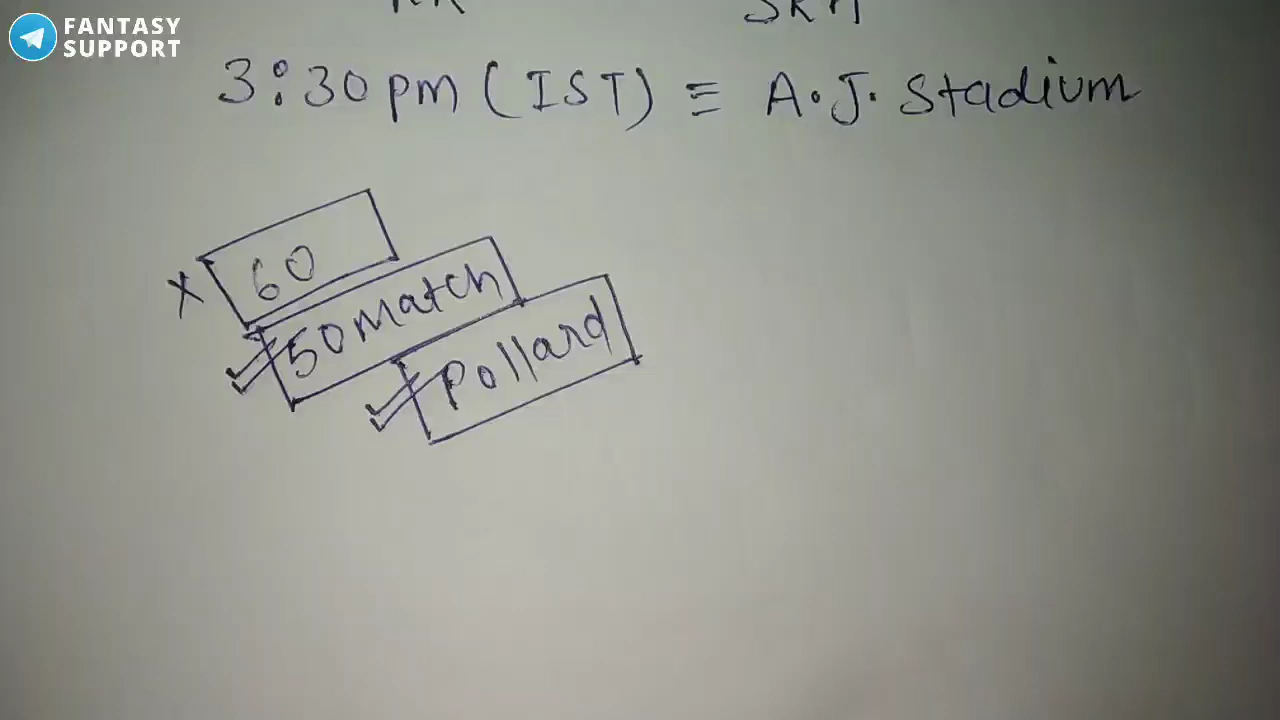 FANTASY
SUPPORT
3:30 pm (IST) = A.J. Stadium
x 60
50 Match
Pollard